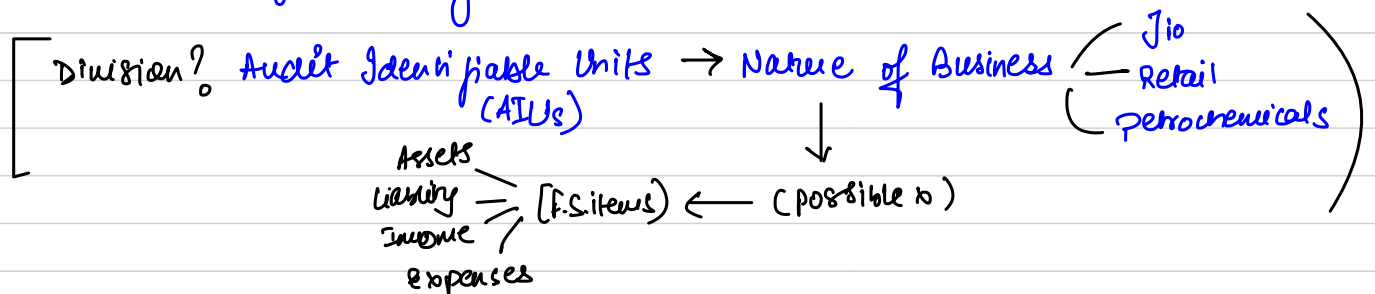 Division? Audit Identifiable Units → Nature of Business
(AIUs)
Jio
Retail
Petrochemicals
(possible x)
[F.S.items) ←
Assets
Liability
Income
expenses